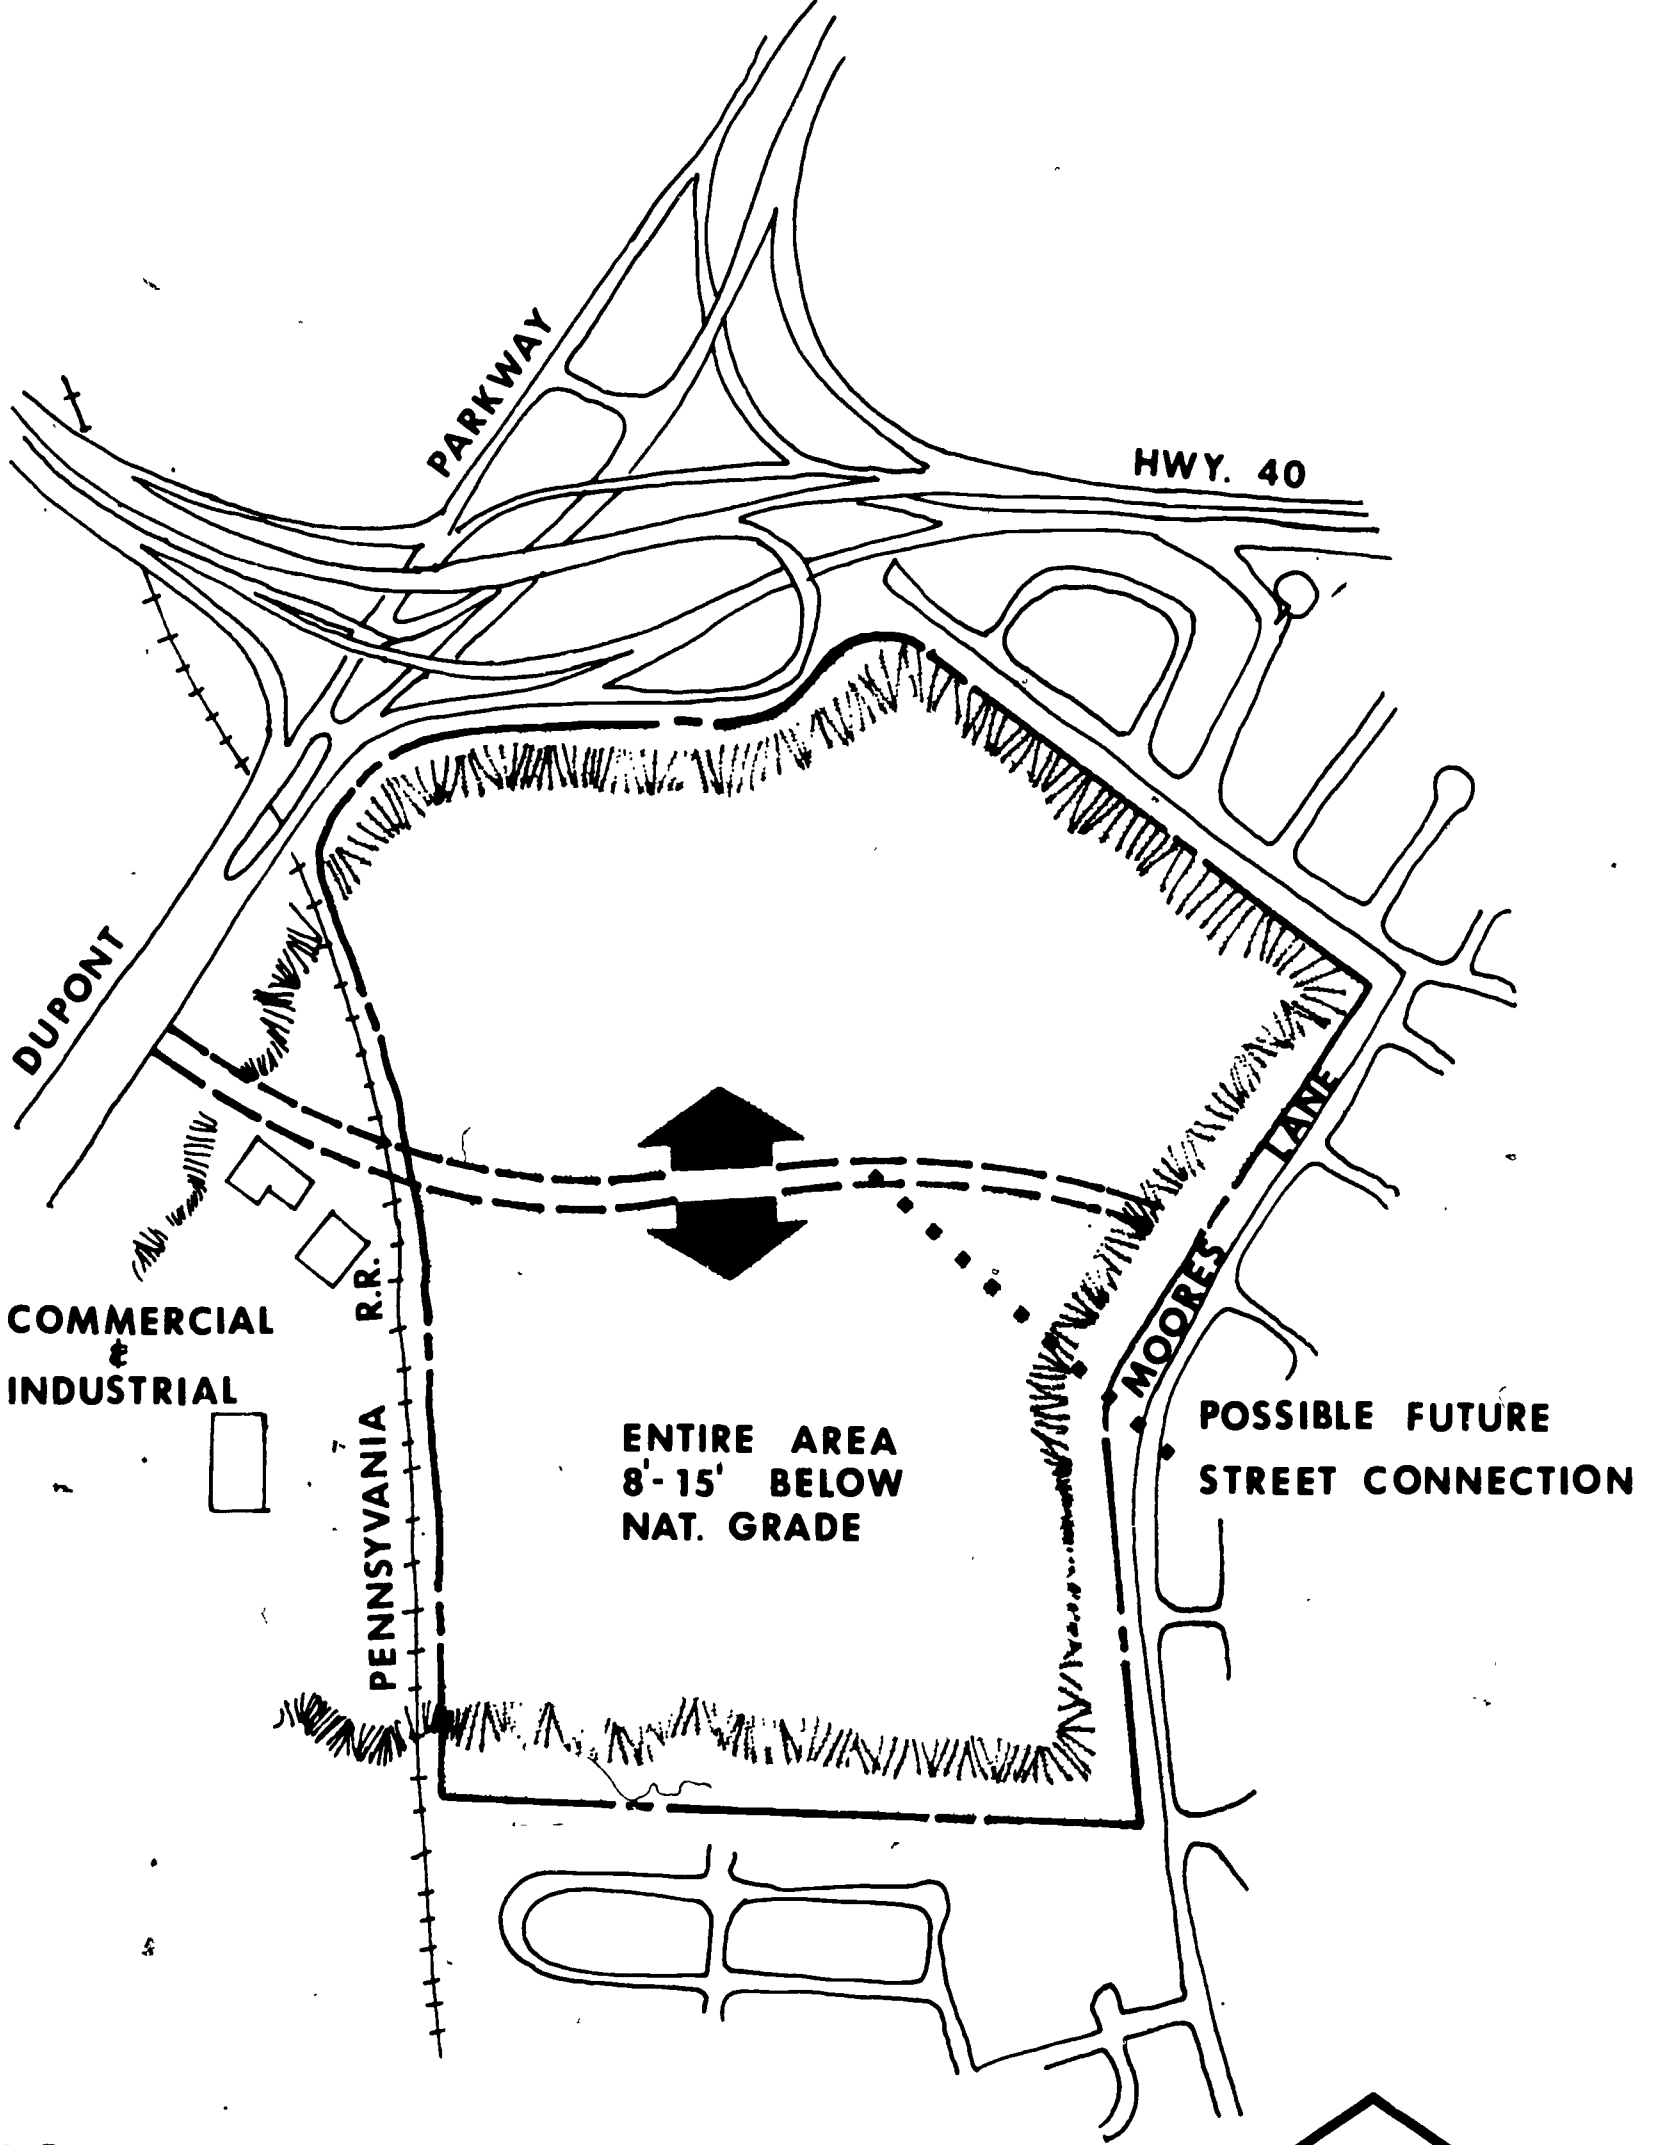 PARKWAY
HWY. 40
DUPONT
MOORES LANE
COMMERCIAL
&
INDUSTRIAL
PENNSYVANIA R.R.
ENTIRE AREA
8'-15' BELOW
NAT. GRADE
POSSIBLE FUTURE
STREET CONNECTION